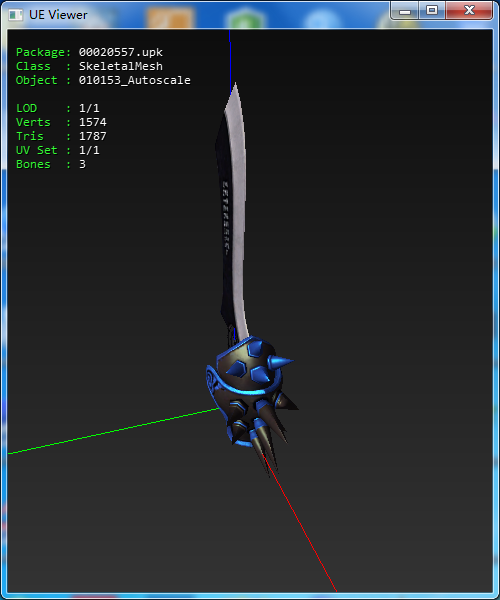 UE Viewer
Package: 00020557.upk
Class  : SkeletalMesh
Object : 010153_Autoscale
LOD    : 1/1
Verts  : 1574
Tris   : 1787
UV Set : 1/1
Bones  : 3